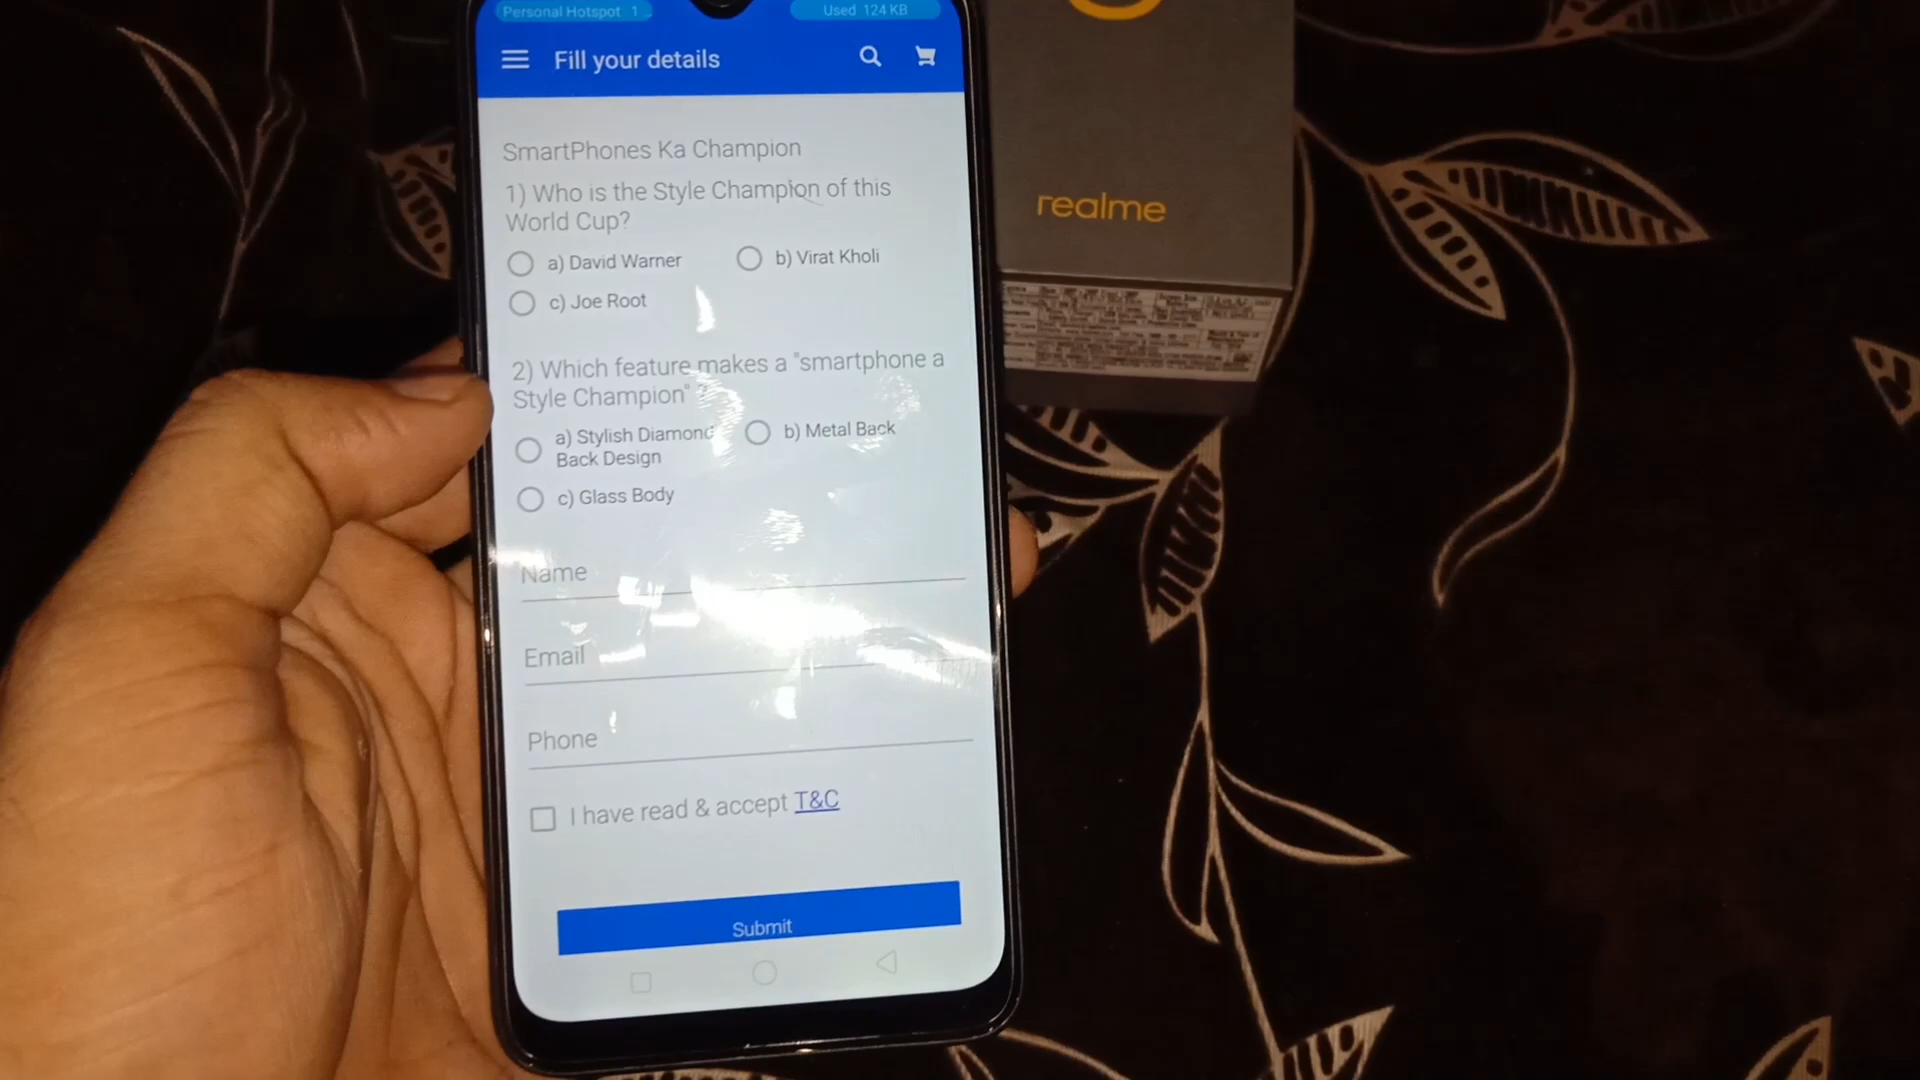 Personal Hotspot 1
Used 124 KB
Fill your details
SmartPhones Ka Champion
1) Who is the Style Champion of this
World Cup?
a) David Warner
b) Virat Kholi
c) Joe Root
2) Which feature makes a "smartphone a
Style Champion" ?
a) Stylish Diamond
Back Design
b) Metal Back
c) Glass Body
Name
Email
Phone
I have read & accept T&C
Submit
realme